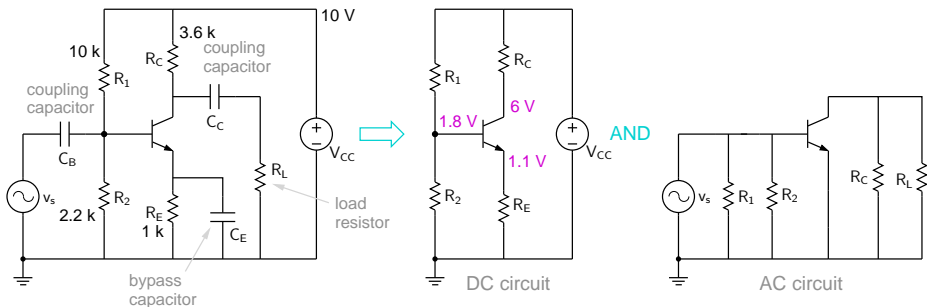 10 V
3.6 k
10 k
R_C
coupling
capacitor
R_1
coupling
capacitor
C_C
C_B
V_CC
R_L
v_s
R_2
2.2 k
R_E
1 k
C_E
load
resistor
bypass
capacitor
R_1
R_C
6 V
1.8 V
1.1 V
V_CC
R_2
R_E
DC circuit
AND
v_s
R_1
R_2
R_C
R_L
AC circuit